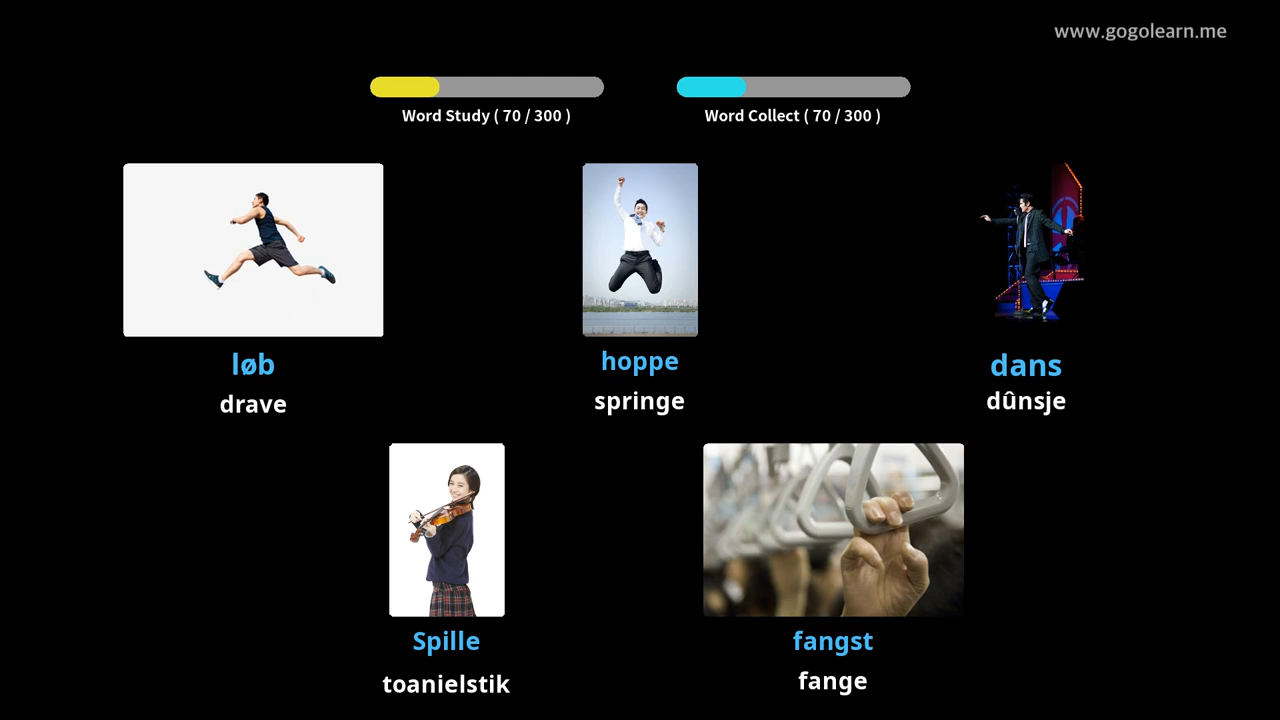 www.gogolearn.me
Word Study ( 70 / 300 )
Word Collect ( 70 / 300 )
løb
drave
hoppe
springe
dans
dûnsje
Spille
toanielstik
fangst
fange